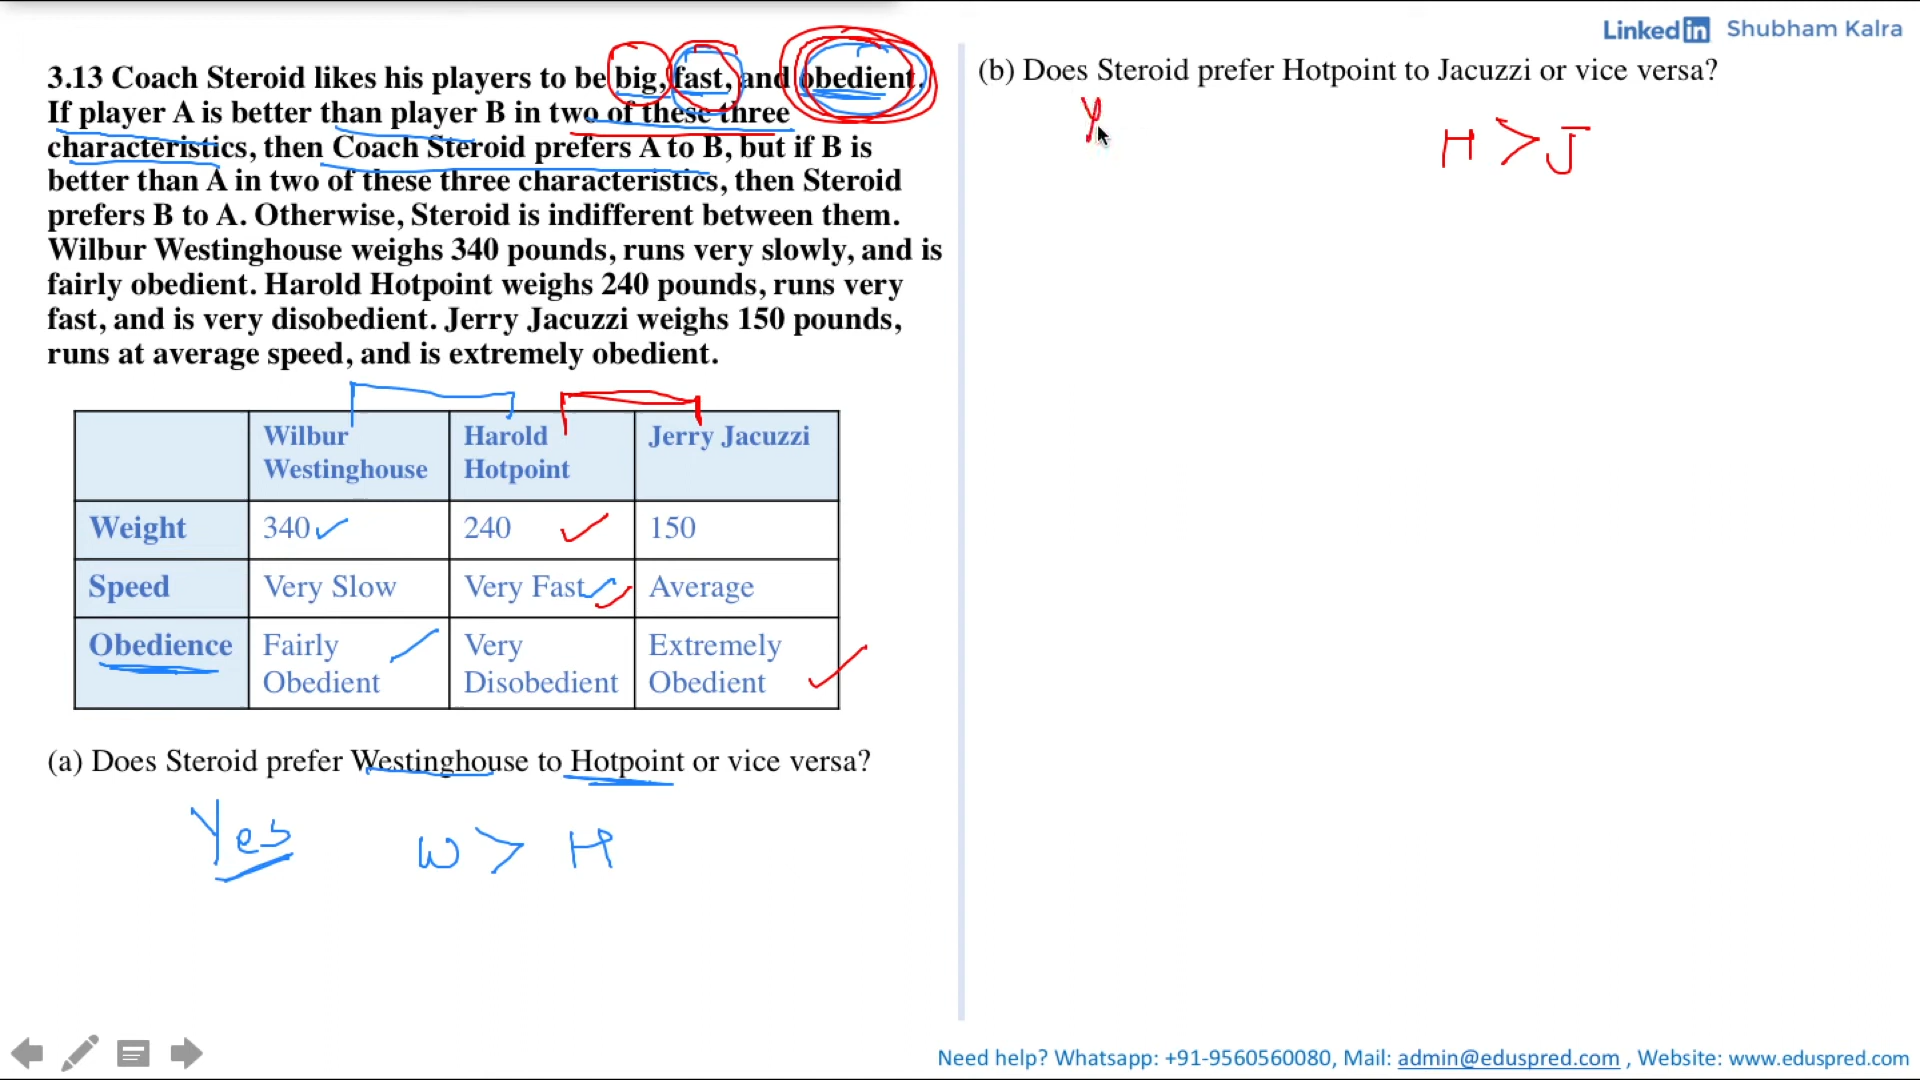 Linked in Shubham Kalra
3.13 Coach Steroid likes his players to be big, fast, and obedient.
If player A is better than player B in two of these three
characteristics, then Coach Steroid prefers A to B, but if B is
better than A in two of these three characteristics, then Steroid
prefers B to A. Otherwise, Steroid is indifferent between them.
Wilbur Westinghouse weighs 340 pounds, runs very slowly, and is
fairly obedient. Harold Hotpoint weighs 240 pounds, runs very
fast, and is very disobedient. Jerry Jacuzzi weighs 150 pounds,
runs at average speed, and is extremely obedient.
Wilbur Harold Jerry Jacuzzi
Westinghouse Hotpoint
Weight 340 240 150
Speed Very Slow Very Fast Average
Obedience Fairly Very Extremely
Obedient Disobedient Obedient
(a) Does Steroid prefer Westinghouse to Hotpoint or vice versa?
Yes W > H
(b) Does Steroid prefer Hotpoint to Jacuzzi or vice versa?
Y H > J
Need help? Whatsapp: +91-9560560080, Mail: admin@eduspred.com , Website: www.eduspred.com